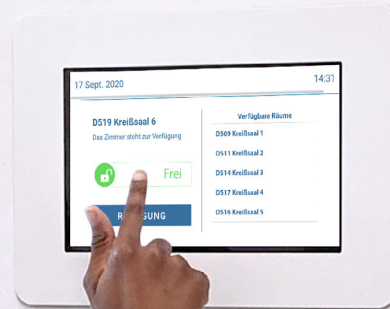 17 Sept. 2020
14:31
D519 Kreißsaal 6
Das Zimmer steht zur Verfügung
Frei
Verfügbare Räume
D509 Kreißsaal 1
D511 Kreißsaal 2
D514 Kreißsaal 3
D517 Kreißsaal 4
D516 Kreißsaal 5